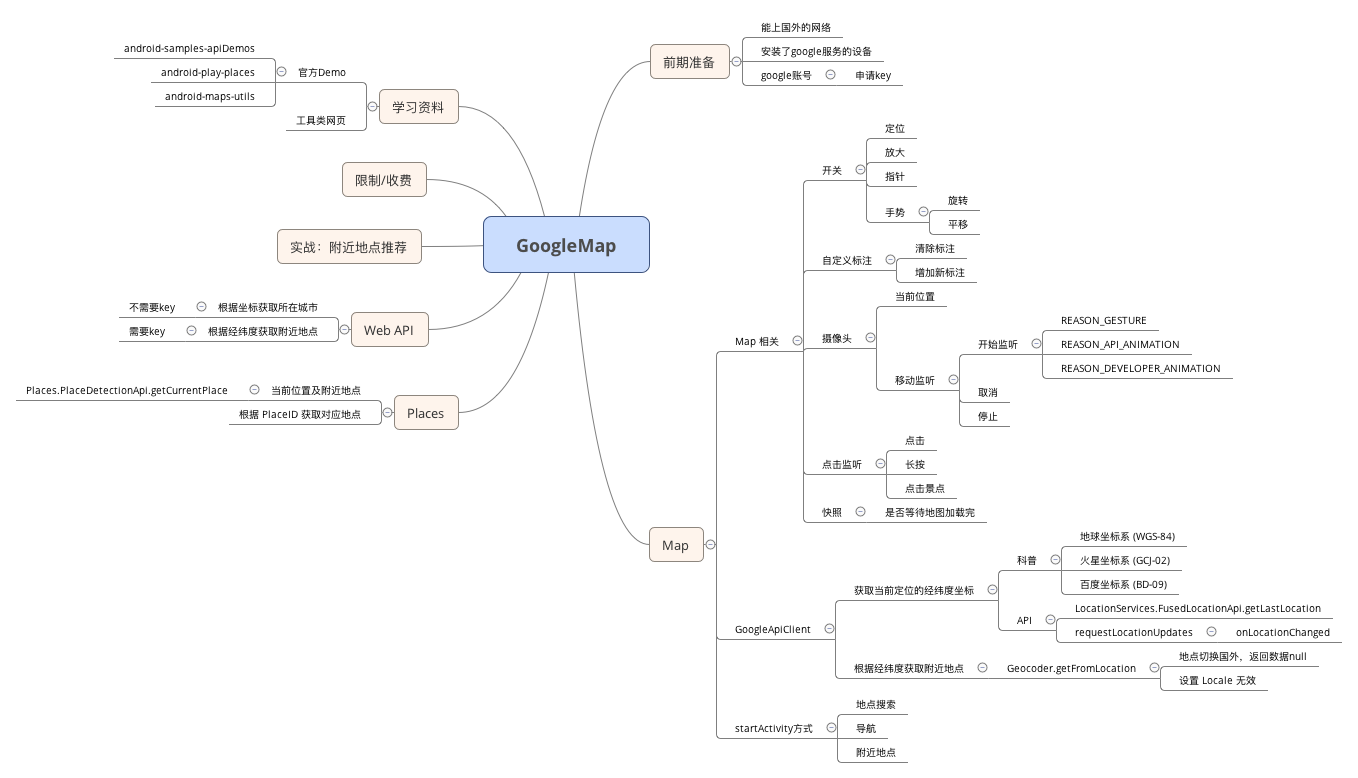 GoogleMap
前期准备
能上国外的网络
安装了google服务的设备
google账号
申请key
Map
Map 相关
开关
定位
放大
指针
手势
旋转
平移
自定义标注
清除标注
增加新标注
摄像头
当前位置
移动监听
开始监听
REASON_GESTURE
REASON_API_ANIMATION
REASON_DEVELOPER_ANIMATION
取消
停止
点击监听
点击
长按
点击景点
快照
是否等待地图加载完
GoogleApiClient
获取当前定位的经纬度坐标
科普
地球坐标系 (WGS-84)
火星坐标系 (GCJ-02)
百度坐标系 (BD-09)
API
LocationServices.FusedLocationApi.getLastLocation
requestLocationUpdates
onLocationChanged
根据经纬度获取附近地点
Geocoder.getFromLocation
地点切换国外，返回数据null
设置 Locale 无效
startActivity方式
地点搜索
导航
附近地点
学习资料
官方Demo
android-samples-apiDemos
android-play-places
android-maps-utils
工具类网页
限制/收费
实战：附近地点推荐
Web API
根据坐标获取所在城市
不需要key
根据经纬度获取附近地点
需要key
Places
当前位置及附近地点
Places.PlaceDetectionApi.getCurrentPlace
根据 PlaceID 获取对应地点